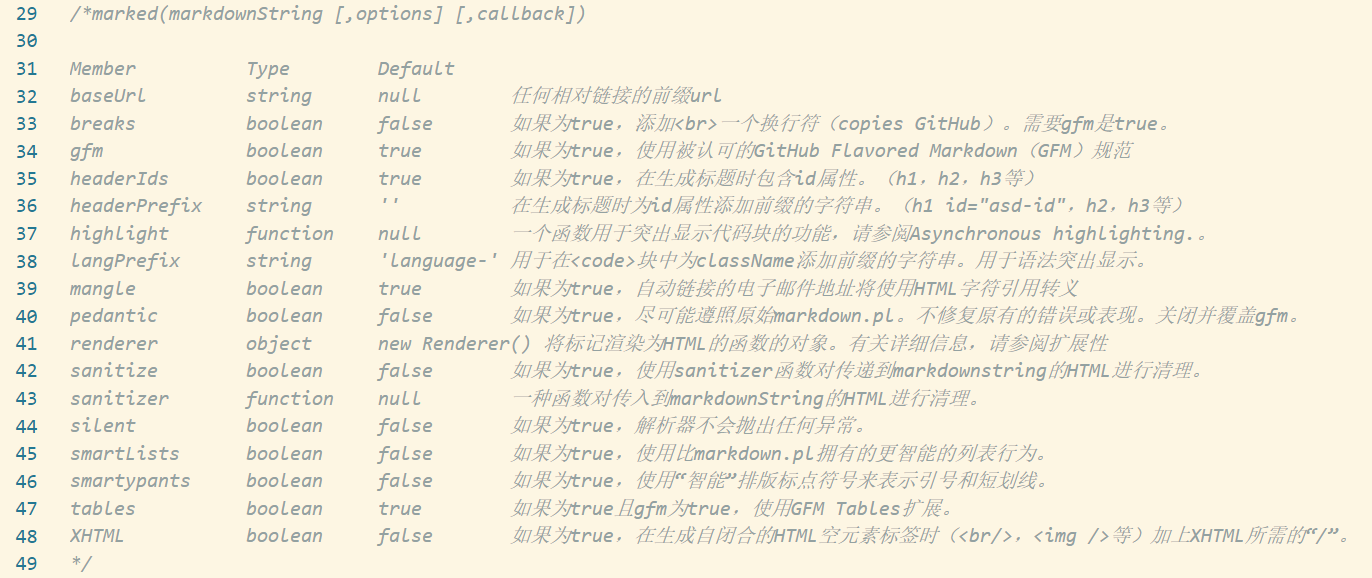 29 /*marked(markdownString [,options] [,callback])
30
31 Member Type Default
32 baseUrl string null 任何相对链接的前缀url
33 breaks boolean false 如果为true，添加<br>一个换行符（copies GitHub）。需要gfm是true。
34 gfm boolean true 如果为true，使用被认可的GitHub Flavored Markdown（GFM）规范
35 headerIds boolean true 如果为true，在生成标题时包含id属性。（h1，h2，h3等）
36 headerPrefix string '' 在生成标题时为id属性添加前缀的字符串。（h1 id="asd-id"，h2，h3等）
37 highlight function null 一个函数用于突出显示代码块的功能，请参阅Asynchronous highlighting.。
38 langPrefix string 'language-' 用于在<code>块中为className添加前缀的字符串。用于语法突出显示。
39 mangle boolean true 如果为true，自动链接的电子邮件地址将使用HTML字符引用转义
40 pedantic boolean false 如果为true，尽可能遵照原始markdown.pl。不修复原有的错误或表现。关闭并覆盖gfm。
41 renderer object new Renderer() 将标记渲染为HTML的函数的对象。有关详细信息，请参阅扩展性
42 sanitize boolean false 如果为true，使用sanitizer函数对传递到markdownstring的HTML进行清理。
43 sanitizer function null 一种函数对传入到markdownString的HTML进行清理。
44 silent boolean false 如果为true，解析器不会抛出任何异常。
45 smartLists boolean false 如果为true，使用比markdown.pl拥有的更智能的列表行为。
46 smartypants boolean false 如果为true，使用“智能”排版标点符号来表示引号和短划线。
47 tables boolean true 如果为true且gfm为true，使用GFM Tables扩展。
48 XHTML boolean false 如果为true，在生成自闭合的HTML空元素标签时（<br/>，<img />等）加上XHTML所需的“/”。
49 */